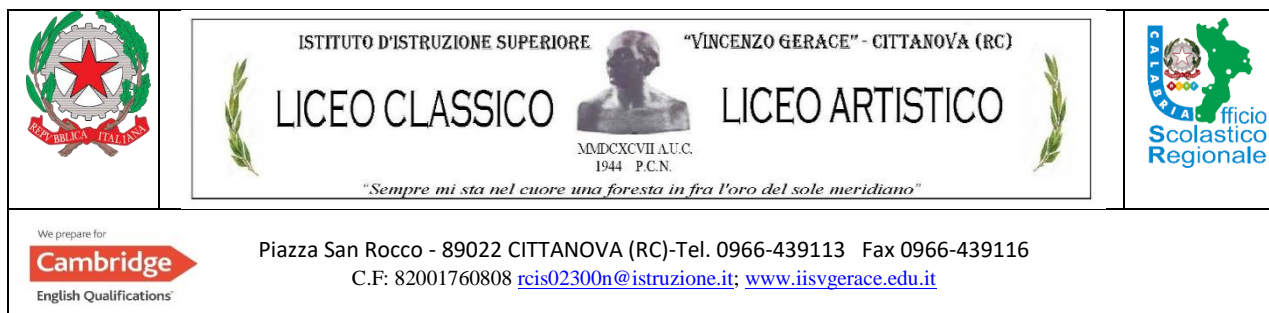 REPVBBLICA ITALIANA
ISTITUTO D'ISTRUZIONE SUPERIORE "VINCENZO GERACE" - CITTANOVA (RC)
LICEO CLASSICO LICEO ARTISTICO
MMDCXCVII A.U.C.
1944 P.C.N.
"Sempre mi sta nel cuore una foresta in fra l'oro del sole meridiano"
CALABRIA
Ufficio
Scolastico
Regionale
We prepare for
Cambridge
English Qualifications
Piazza San Rocco - 89022 CITTANOVA (RC)-Tel. 0966-439113 Fax 0966-439116
C.F: 82001760808 rcis02300n@istruzione.it; www.iisvgerace.edu.it